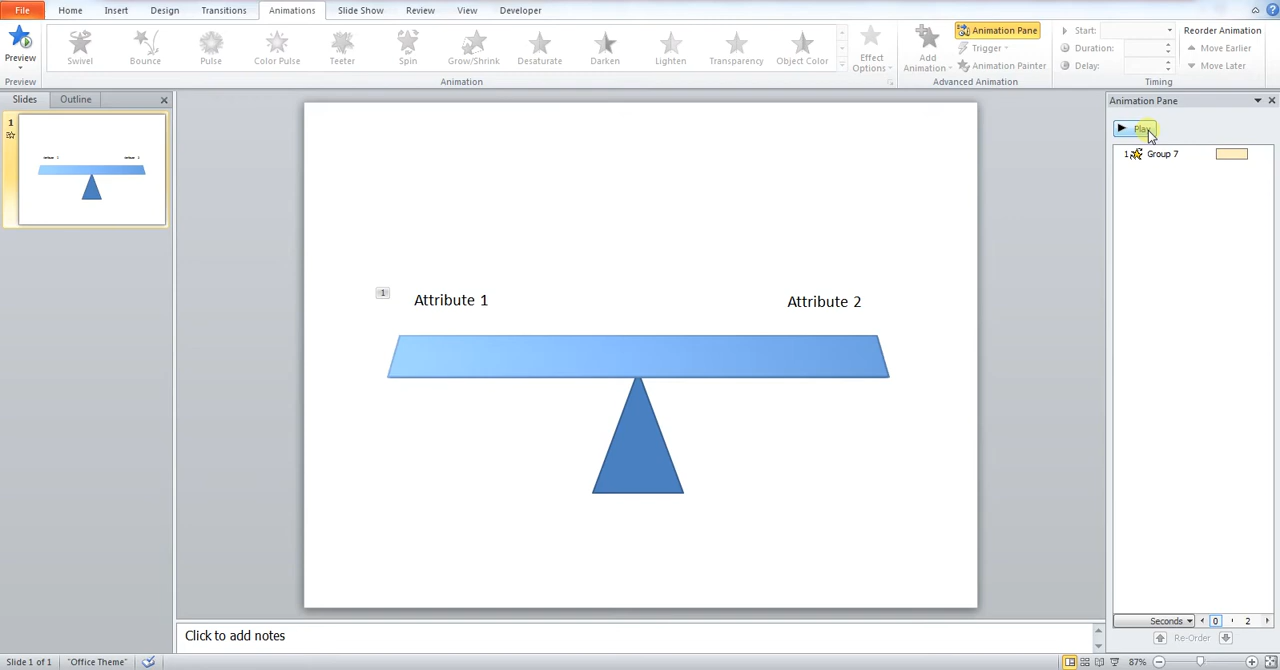 File Home Insert Design Transitions Animations Slide Show Review View Developer
Preview Swivel Bounce Pulse Color Pulse Teeter Spin Grow/Shrink Desaturate Darken Lighten Transparency Object Color Effect Options Add Animation
Animation Pane Start: Reorder Animation
Trigger Duration: Move Earlier
Animation Painter Delay: Move Later
Preview Animation Advanced Animation Timing
Slides Outline Animation Pane
Play
1 1 Group 7
1 Attribute 1 Attribute 2
Seconds 0 2
Click to add notes Re-Order
Slide 1 of 1 "Office Theme" 87%